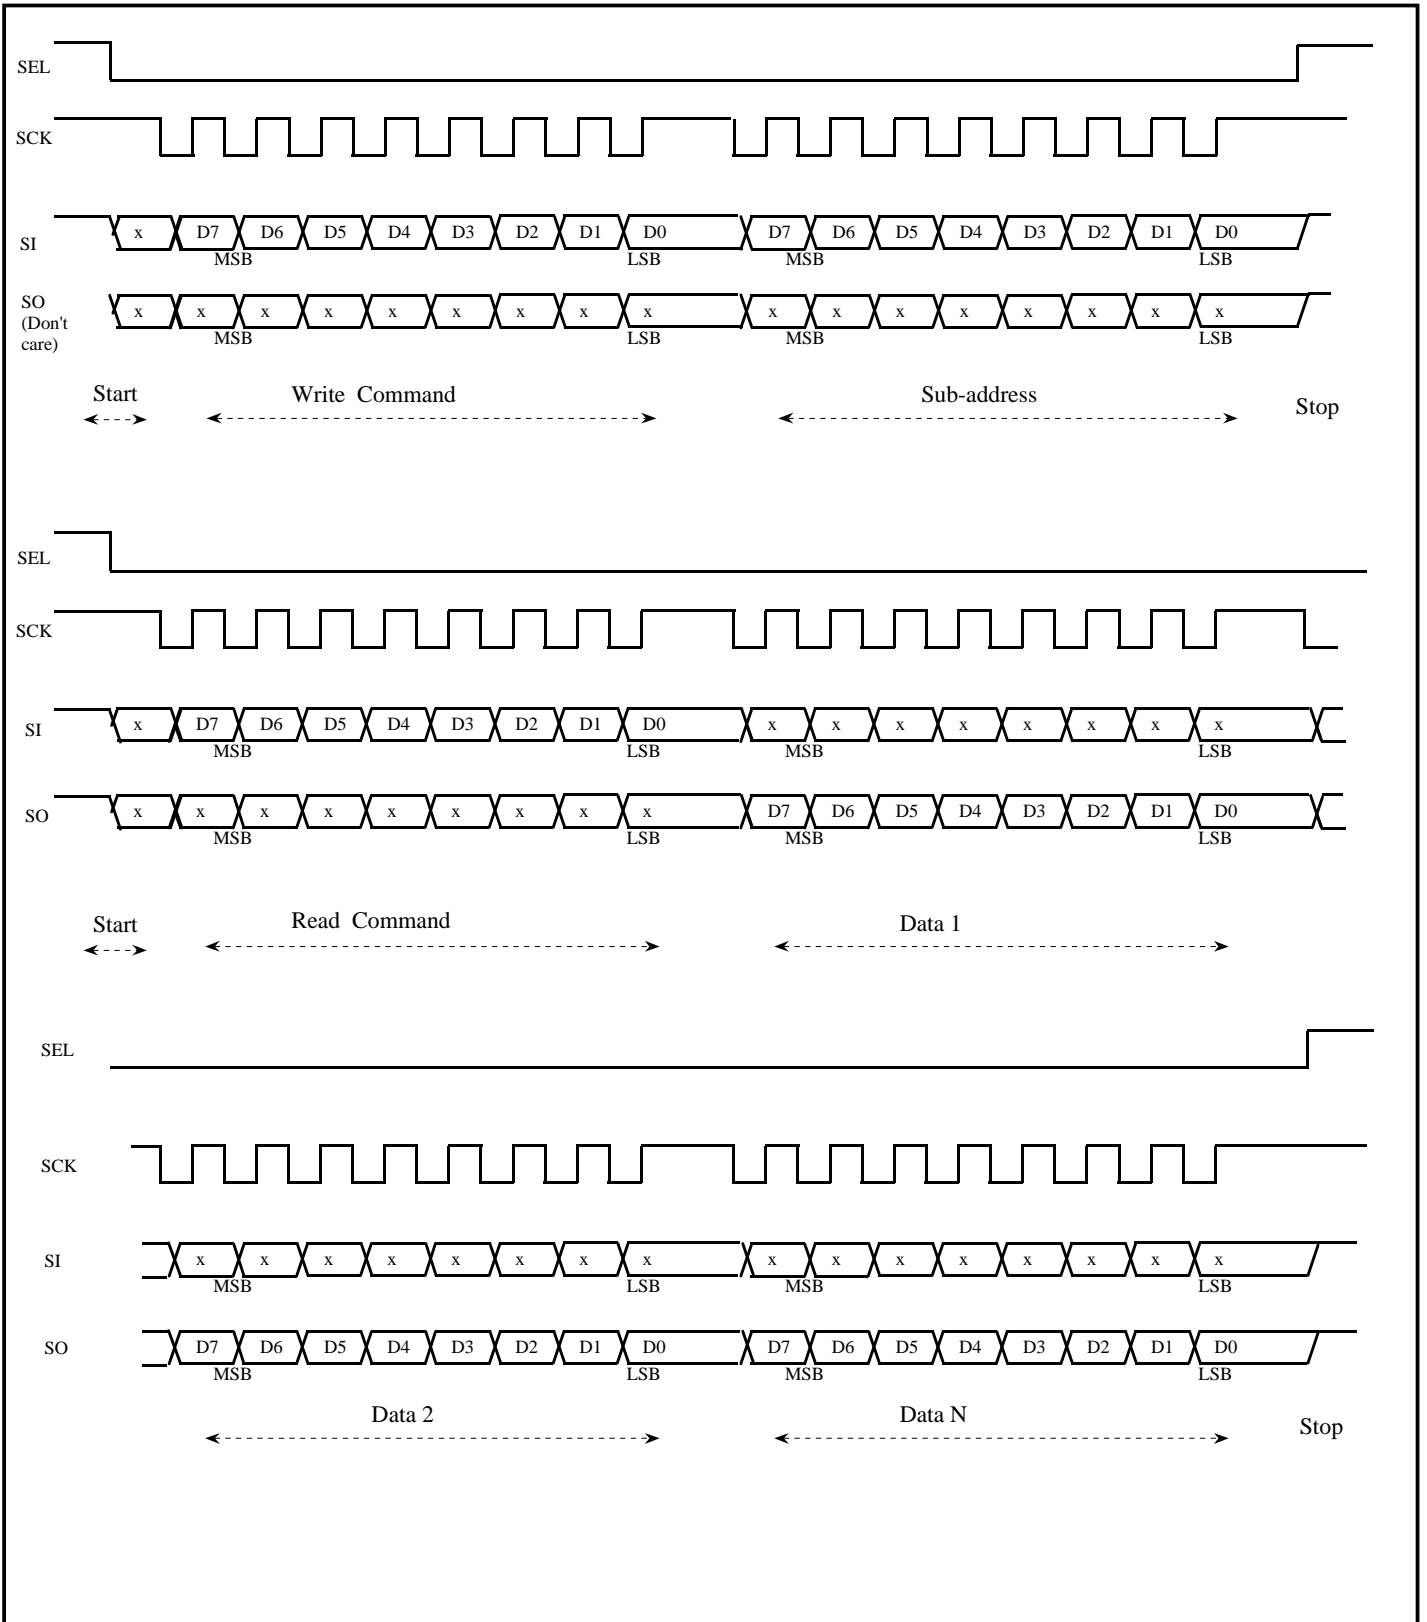 SEL
SCK
SI x D7 D6 D5 D4 D3 D2 D1 D0 D7 D6 D5 D4 D3 D2 D1 D0
MSB LSB MSB LSB
SO
(Don't
care)
x x x x x x x x x x x x x x x x x
MSB LSB MSB LSB
Start Write Command Sub-address Stop
SEL
SCK
SI x D7 D6 D5 D4 D3 D2 D1 D0 x x x x x x x x
MSB LSB MSB LSB
SO x x x x x x x x x D7 D6 D5 D4 D3 D2 D1 D0
MSB LSB MSB LSB
Start Read Command Data 1
SEL
SCK
SI x x x x x x x x x x x x x x x x
MSB LSB MSB LSB
SO D7 D6 D5 D4 D3 D2 D1 D0 D7 D6 D5 D4 D3 D2 D1 D0
MSB LSB MSB LSB
Data 2 Data N Stop